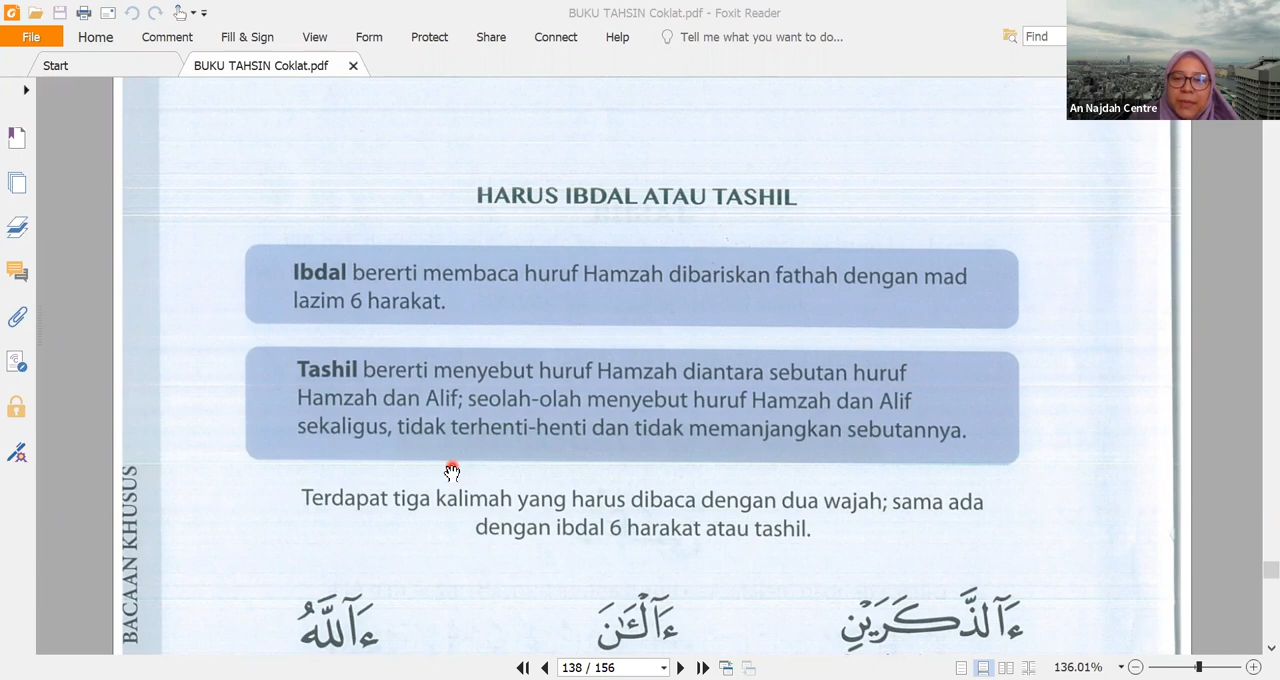 BUKU TAHSIN Coklat.pdf - Foxit Reader
File Home Comment Fill & Sign View Form Protect Share Connect Help Tell me what you want to do... Find
Start BUKU TAHSIN Coklat.pdf
An Najdah Centre
HARUS IBDAL ATAU TASHIL
Ibdal bererti membaca huruf Hamzah dibariskan fathah dengan mad
lazim 6 harakat.
Tashil bererti menyebut huruf Hamzah diantara sebutan huruf
Hamzah dan Alif; seolah-olah menyebut huruf Hamzah dan Alif
sekaligus, tidak terhenti-henti dan tidak memanjangkan sebutannya.
Terdapat tiga kalimah yang harus dibaca dengan dua wajah; sama ada
dengan ibdal 6 harakat atau tashil.
ءَآلذَّكَرَيْنِ ءَآلْـَٰٔنَ ءَآللَّهُ
BACAAN KHUSUS
138 / 156 136.01%